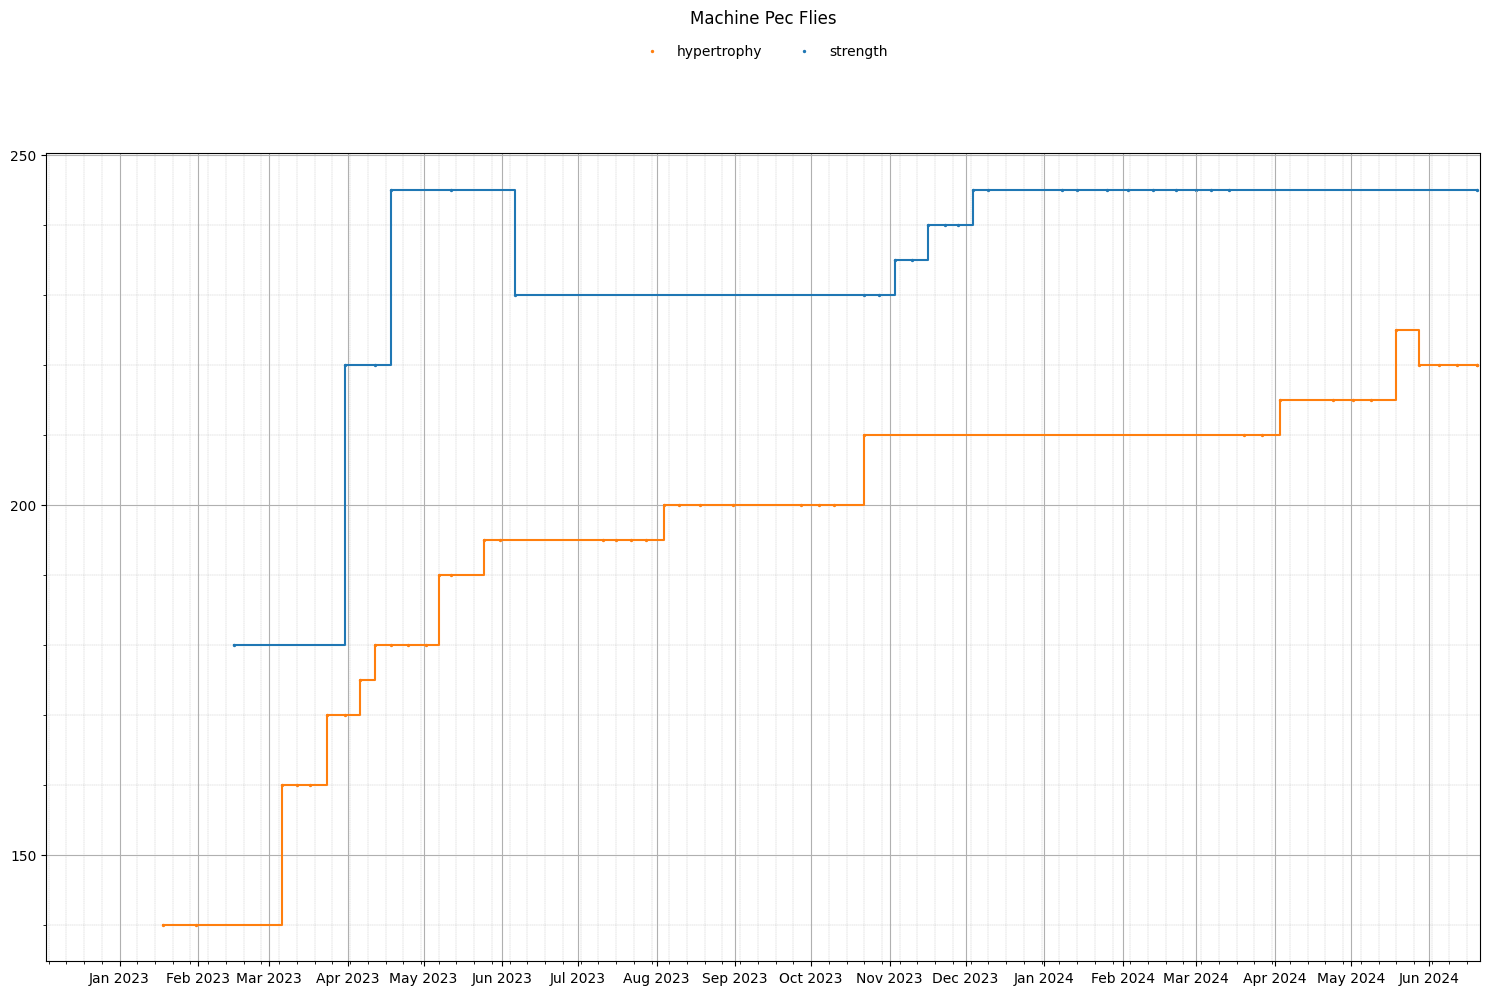 Machine Pec Flies
hypertrophy strength
250
200
150
Jan 2023 Feb 2023 Mar 2023 Apr 2023 May 2023 Jun 2023 Jul 2023 Aug 2023 Sep 2023 Oct 2023 Nov 2023 Dec 2023 Jan 2024 Feb 2024 Mar 2024 Apr 2024 May 2024 Jun 2024